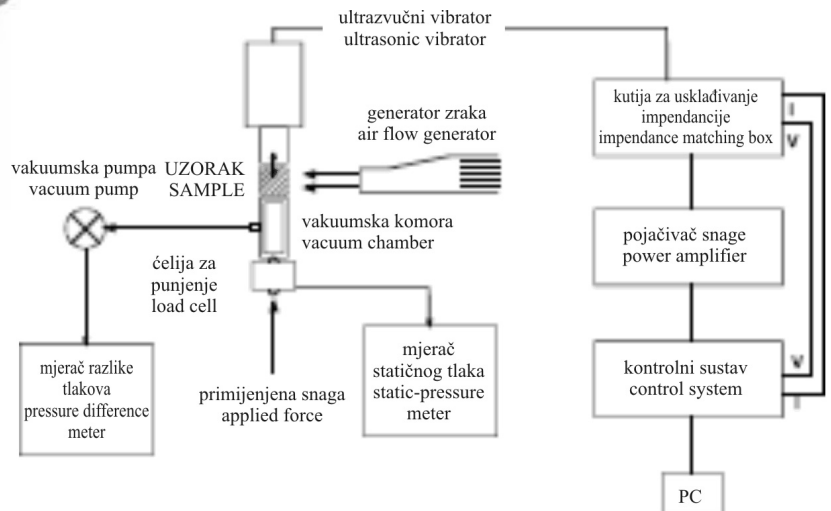 ultrazvučni vibrator
ultrasonic vibrator
generator zraka
air flow generator
kutija za usklađivanje
impendancije
impendance matching box
I
V
vakuumska pumpa
vacuum pump
UZORAK
SAMPLE
vakuumska komora
vacuum chamber
pojačivač snage
power amplifier
ćelija za
punjenje
load cell
mjerač razlike
tlakova
pressure difference
meter
primijenjena snaga
applied force
mjerač
statičnog tlaka
static-pressure
meter
kontrolni sustav
control system
V
I
PC